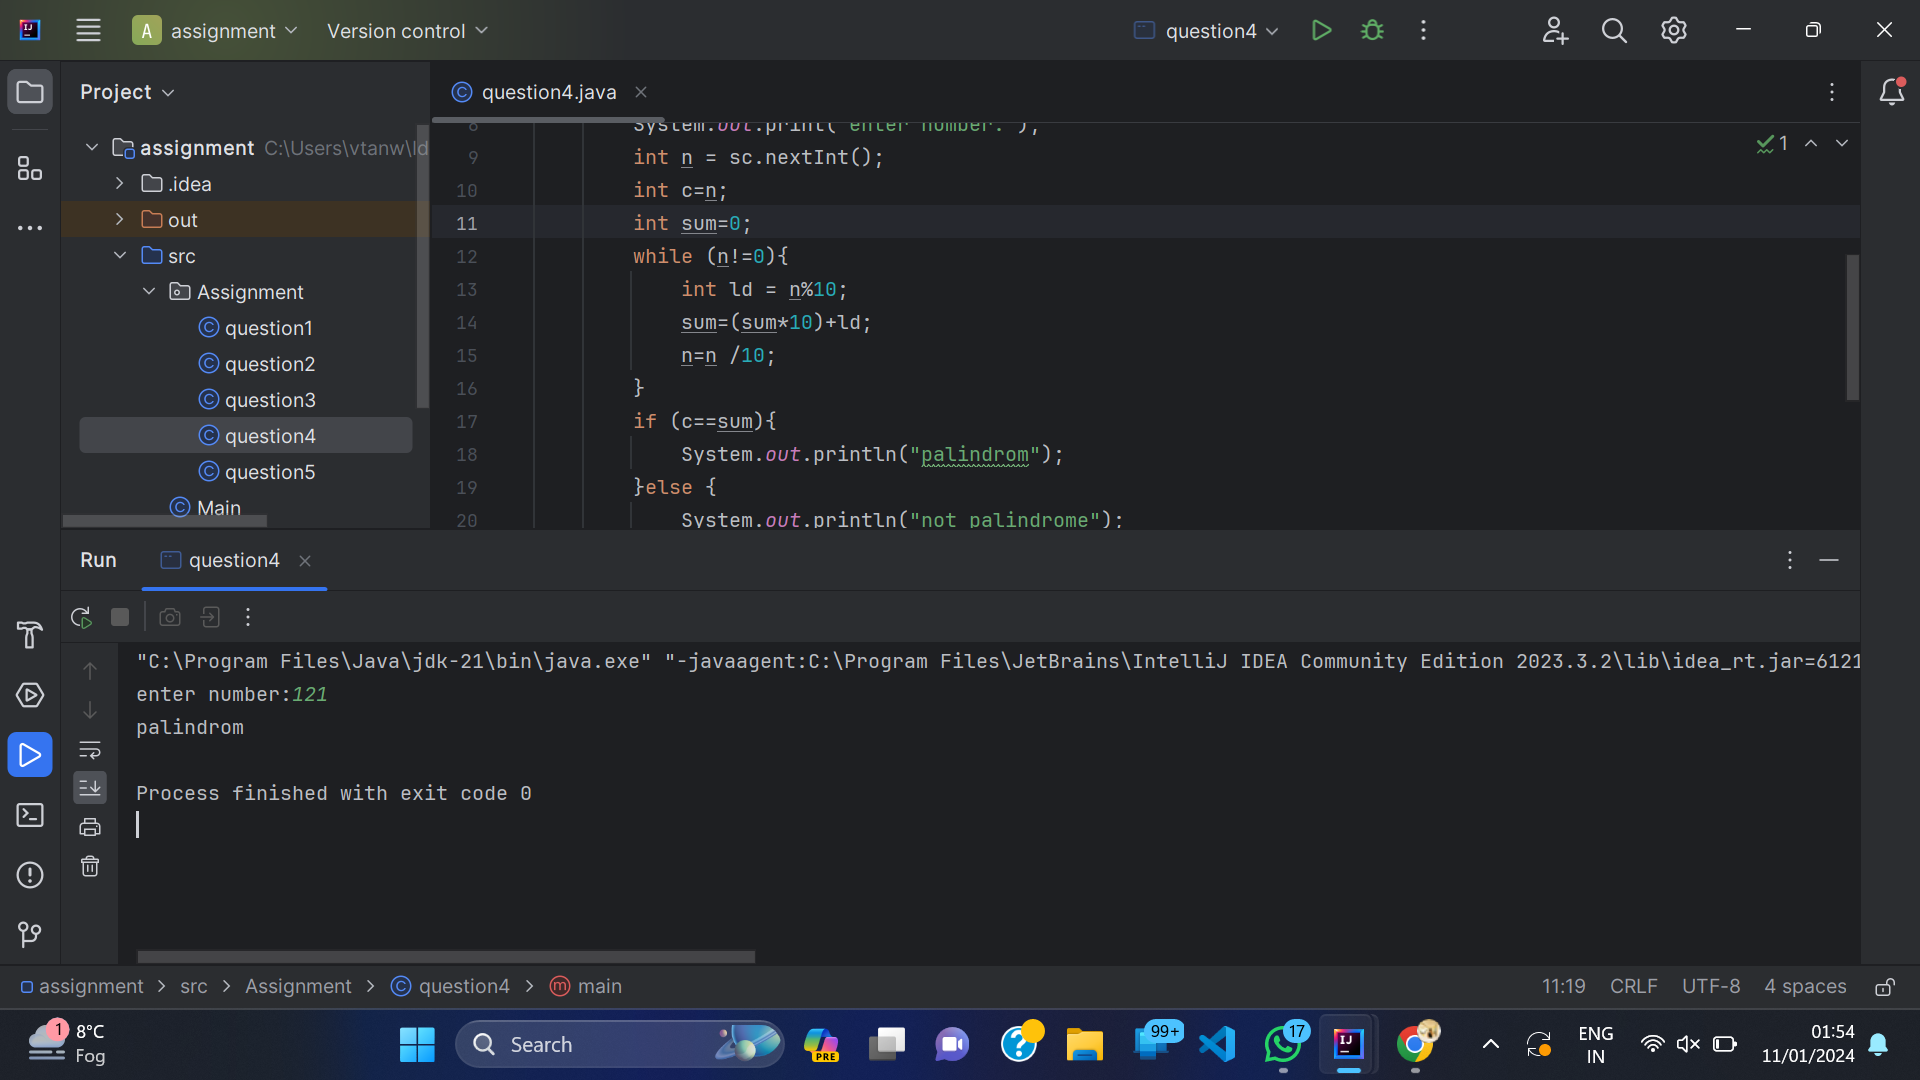 A assignment Version control question4
Project
question4.java
assignment C:\Users\vtanw\Id
.idea
out
src
Assignment
question1
question2
question3
question4
question5
Main
8 System.out.print("enter number:");
9 int n = sc.nextInt();
10 int c=n;
11 int sum=0;
12 while (n!=0){
13 int ld = n%10;
14 sum=(sum*10)+ld;
15 n=n /10;
16 }
17 if (c==sum){
18 System.out.println("palindrom");
19 }else {
20 System.out.println("not palindrome");
1
Run question4
"C:\Program Files\Java\jdk-21\bin\java.exe" "-javaagent:C:\Program Files\JetBrains\IntelliJ IDEA Community Edition 2023.3.2\lib\idea_rt.jar=6121
enter number:121
palindrom
Process finished with exit code 0
assignment > src > Assignment > question4 > main
11:19 CRLF UTF-8 4 spaces
1 8°C
Fog
Search
PRE
99+
17
ENG
IN
01:54
11/01/2024